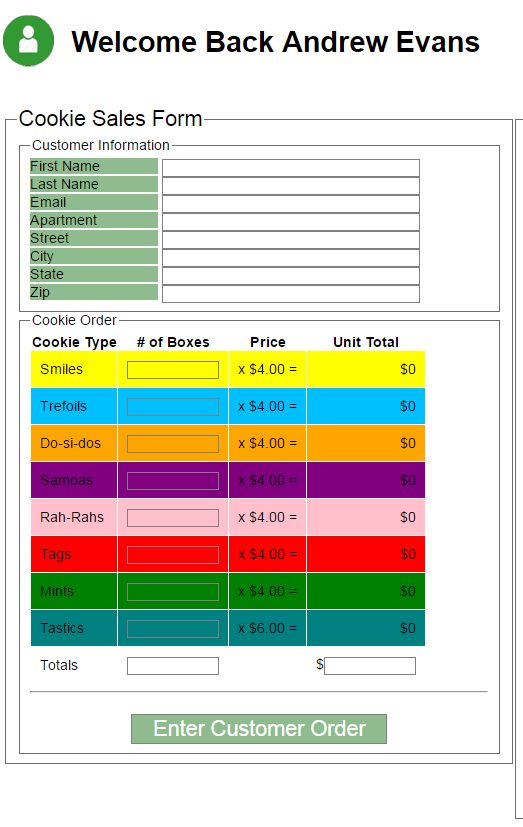 Welcome Back Andrew Evans
Cookie Sales Form
Customer Information
First Name
Last Name
Email
Apartment
Street
City
State
Zip
Cookie Order
Cookie Type # of Boxes Price Unit Total
Smiles x $4.00 = $0
Trefoils x $4.00 = $0
Do-si-dos x $4.00 = $0
Samoas x $4.00 = $0
Rah-Rahs x $4.00 = $0
Tags x $4.00 = $0
Mints x $4.00 = $0
Tastics x $6.00 = $0
Totals $
Enter Customer Order